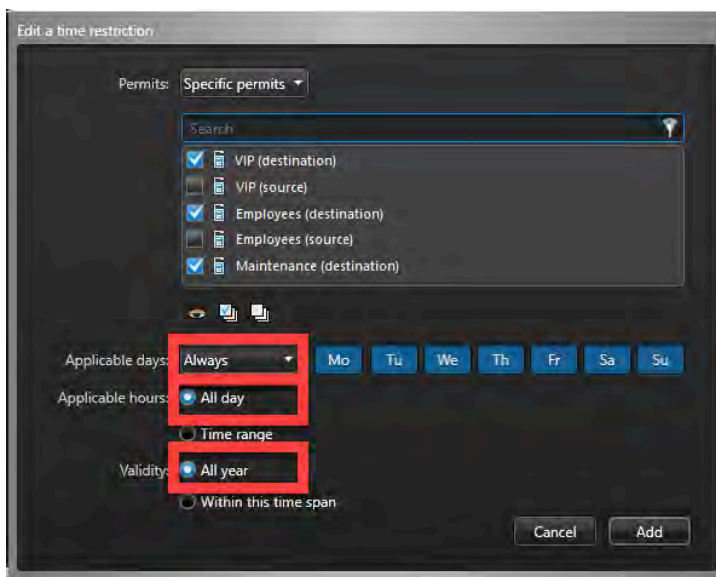 Edit a time restriction
Permits: Specific permits
Search
VIP (destination)
VIP (source)
Employees (destination)
Employees (source)
Maintenance (destination)
Applicable days: Always Mo Tu We Th Fr Sa Su
Applicable hours: All day
Time range
Validity: All year
Within this time span
Cancel Add